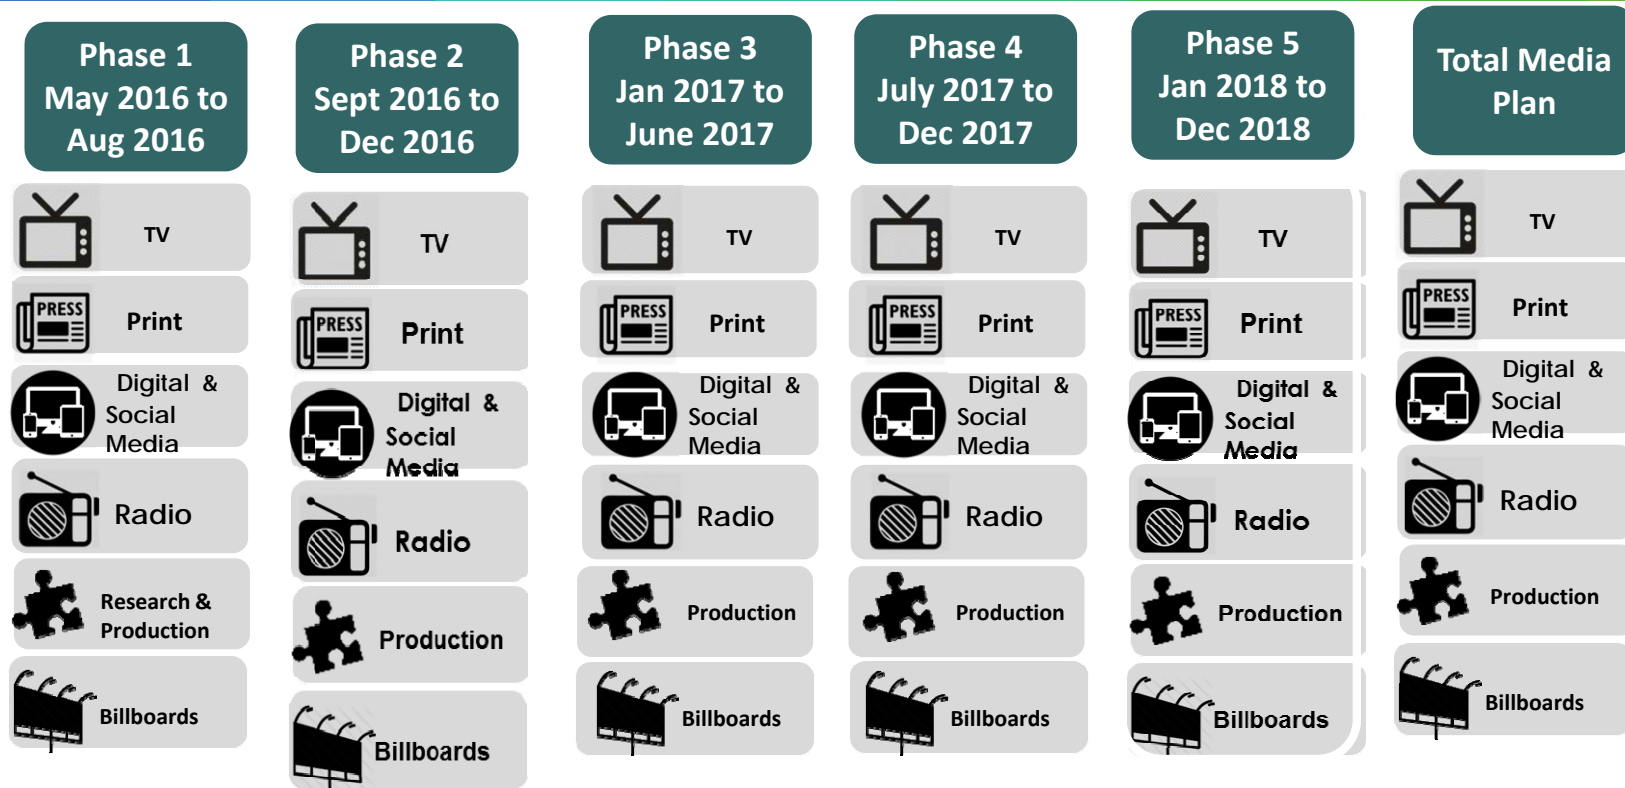 Phase 1
May 2016 to
Aug 2016
TV
PRESS
Print
Digital &
Social
Media
Radio
Research &
Production
Billboards
Phase 2
Sept 2016 to
Dec 2016
TV
PRESS
Print
Digital &
Social
Media
Radio
Production
Billboards
Phase 3
Jan 2017 to
June 2017
TV
PRESS
Print
Digital &
Social
Media
Radio
Production
Billboards
Phase 4
July 2017 to
Dec 2017
TV
PRESS
Print
Digital &
Social
Media
Radio
Production
Billboards
Phase 5
Jan 2018 to
Dec 2018
TV
PRESS
Print
Digital &
Social
Media
Radio
Production
Billboards
Total Media
Plan
TV
PRESS
Print
Digital &
Social
Media
Radio
Production
Billboards